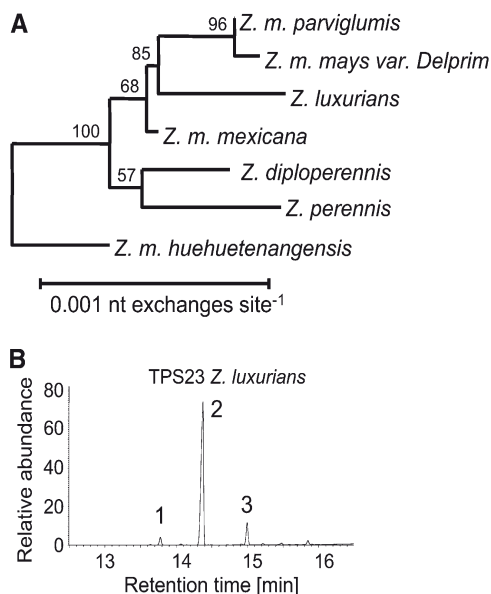 A
96
Z. m. parviglumis
85
Z. m. mays var. Delprim
68
Z. luxurians
100
Z. m. mexicana
57
Z. diploperennis
Z. perennis
Z. m. huehuetenangensis
0.001 nt exchanges site-1
B
TPS23 Z. luxurians
Relative abundance
80
60
40
20
0
1
2
3
13 14 15 16
Retention time [min]